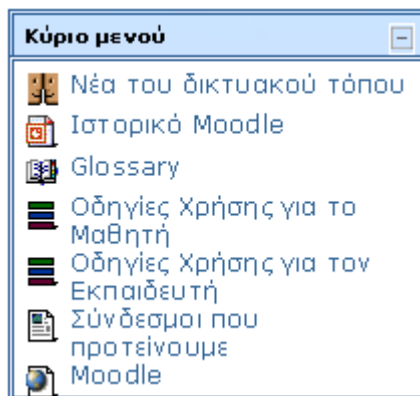 Κύριο μενού
Νέα του δικτυακού τόπου
Ιστορικό Moodle
Glossary
Οδηγίες Χρήσης για το
Μαθητή
Οδηγίες Χρήσης για τον
Εκπαιδευτή
Σύνδεσμοι που
προτείνουμε
Moodle